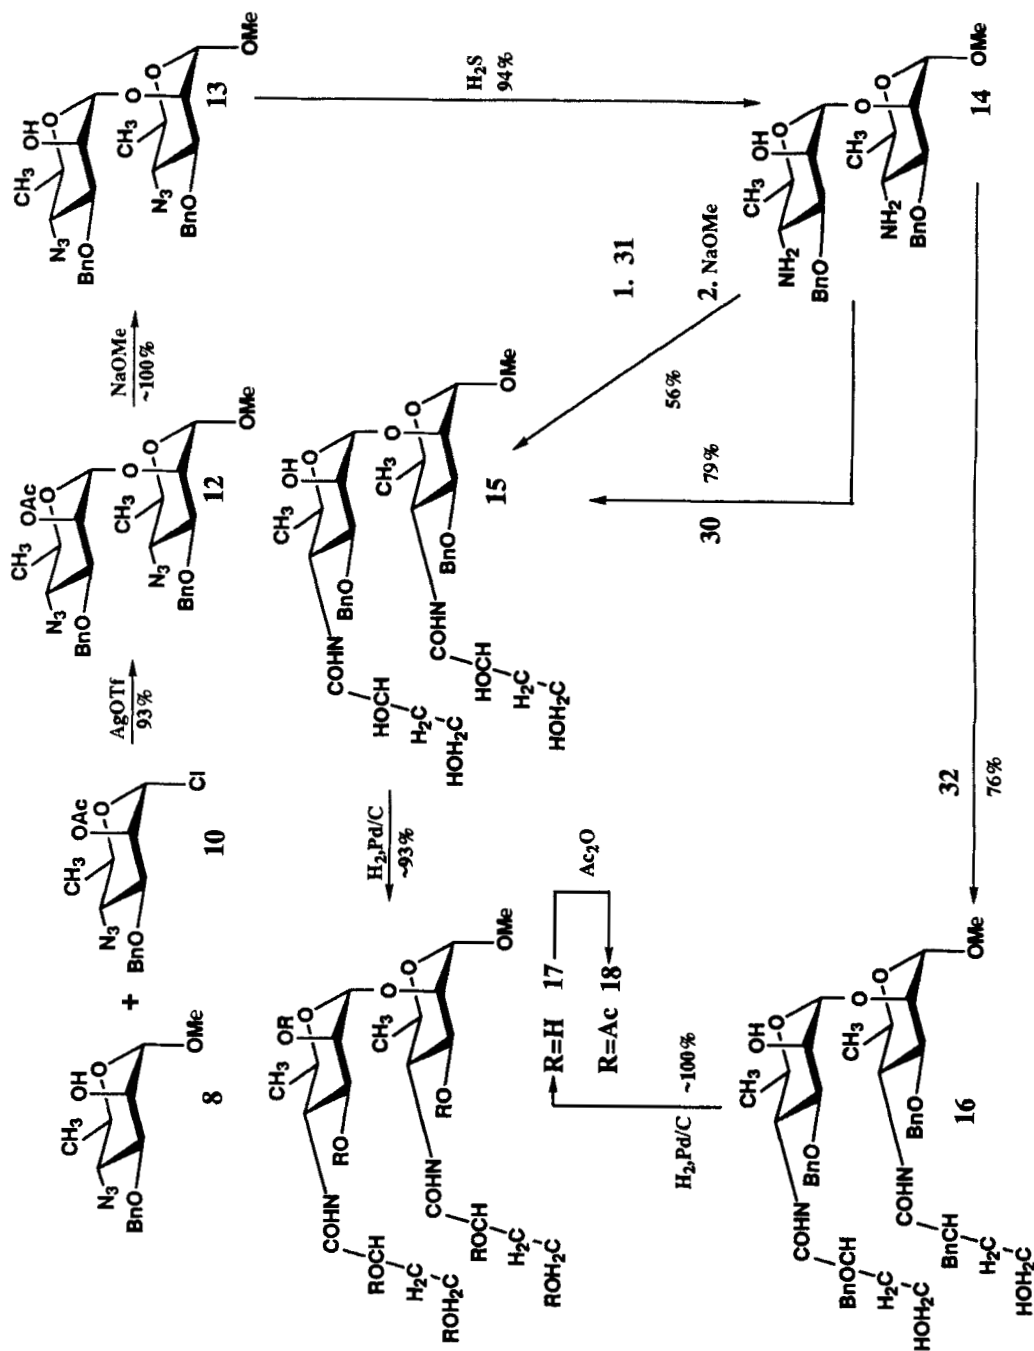 CH₃
OH
O
N₃
BnO
OMe
8
+
CH₃
OAc
O
N₃
BnO
Cl
10
AgOTf
93%
CH₃
OAc
O
N₃
BnO
O
CH₃
O
N₃
BnO
OMe
12
NaOMe
~100%
CH₃
OH
O
N₃
BnO
O
CH₃
O
N₃
BnO
OMe
13
H₂S
94%
CH₃
OH
O
NH₂
BnO
O
CH₃
O
NH₂
BnO
OMe
14
1. 31
2. NaOMe
56%
30
79%
CH₃
OH
O
BnO
O
CH₃
O
BnO
OMe
COHN
HOCH
H₂C
HOH₂C
COHN
HOCH
H₂C
HOH₂C
15
H₂,Pd/C
~93%
CH₃
OR
O
RO
O
CH₃
O
RO
OMe
COHN
ROCH
H₂C
ROH₂C
COHN
ROCH
H₂C
ROH₂C
R=H 17
R=Ac 18
Ac₂O
H₂,Pd/C ~100%
32
76%
CH₃
OH
O
BnO
O
CH₃
O
BnO
OMe
COHN
BnOCH
H₂C
HOH₂C
COHN
BnCH
H₂C
HOH₂C
16